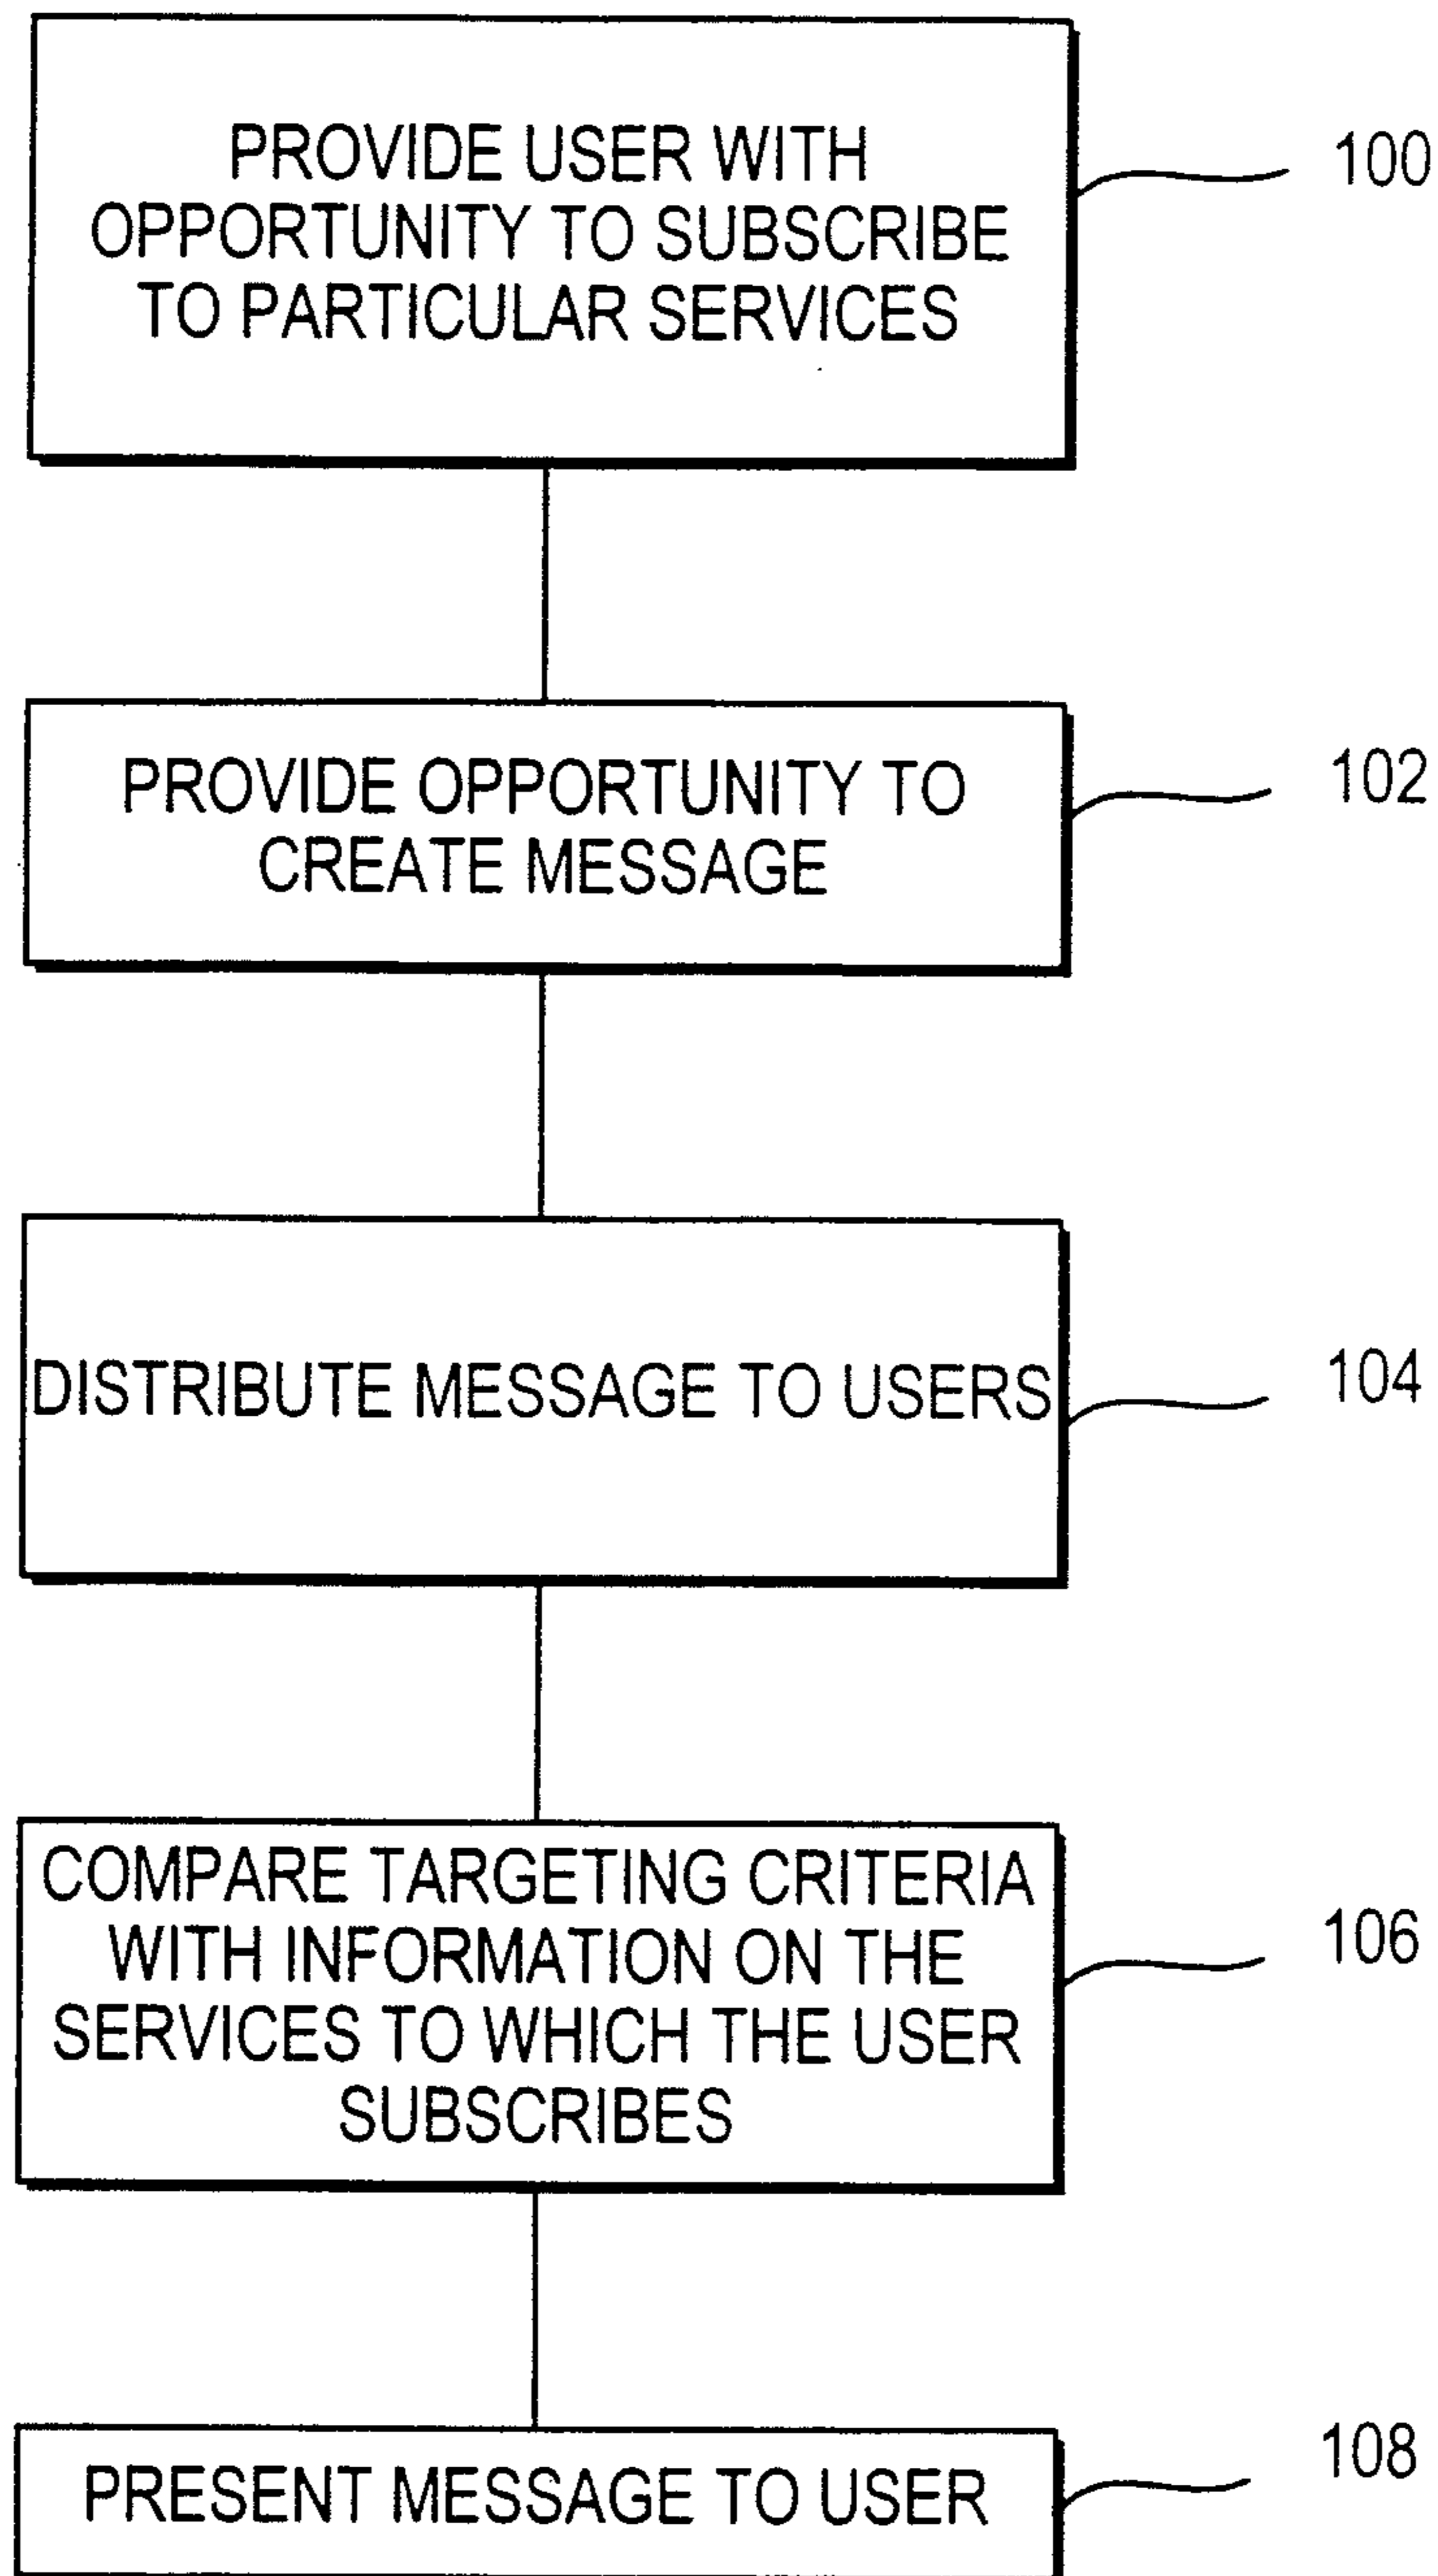 PROVIDE USER WITH
OPPORTUNITY TO SUBSCRIBE
TO PARTICULAR SERVICES
100
PROVIDE OPPORTUNITY TO
CREATE MESSAGE
102
DISTRIBUTE MESSAGE TO USERS
104
COMPARE TARGETING CRITERIA
WITH INFORMATION ON THE
SERVICES TO WHICH THE USER
SUBSCRIBES
106
PRESENT MESSAGE TO USER
108